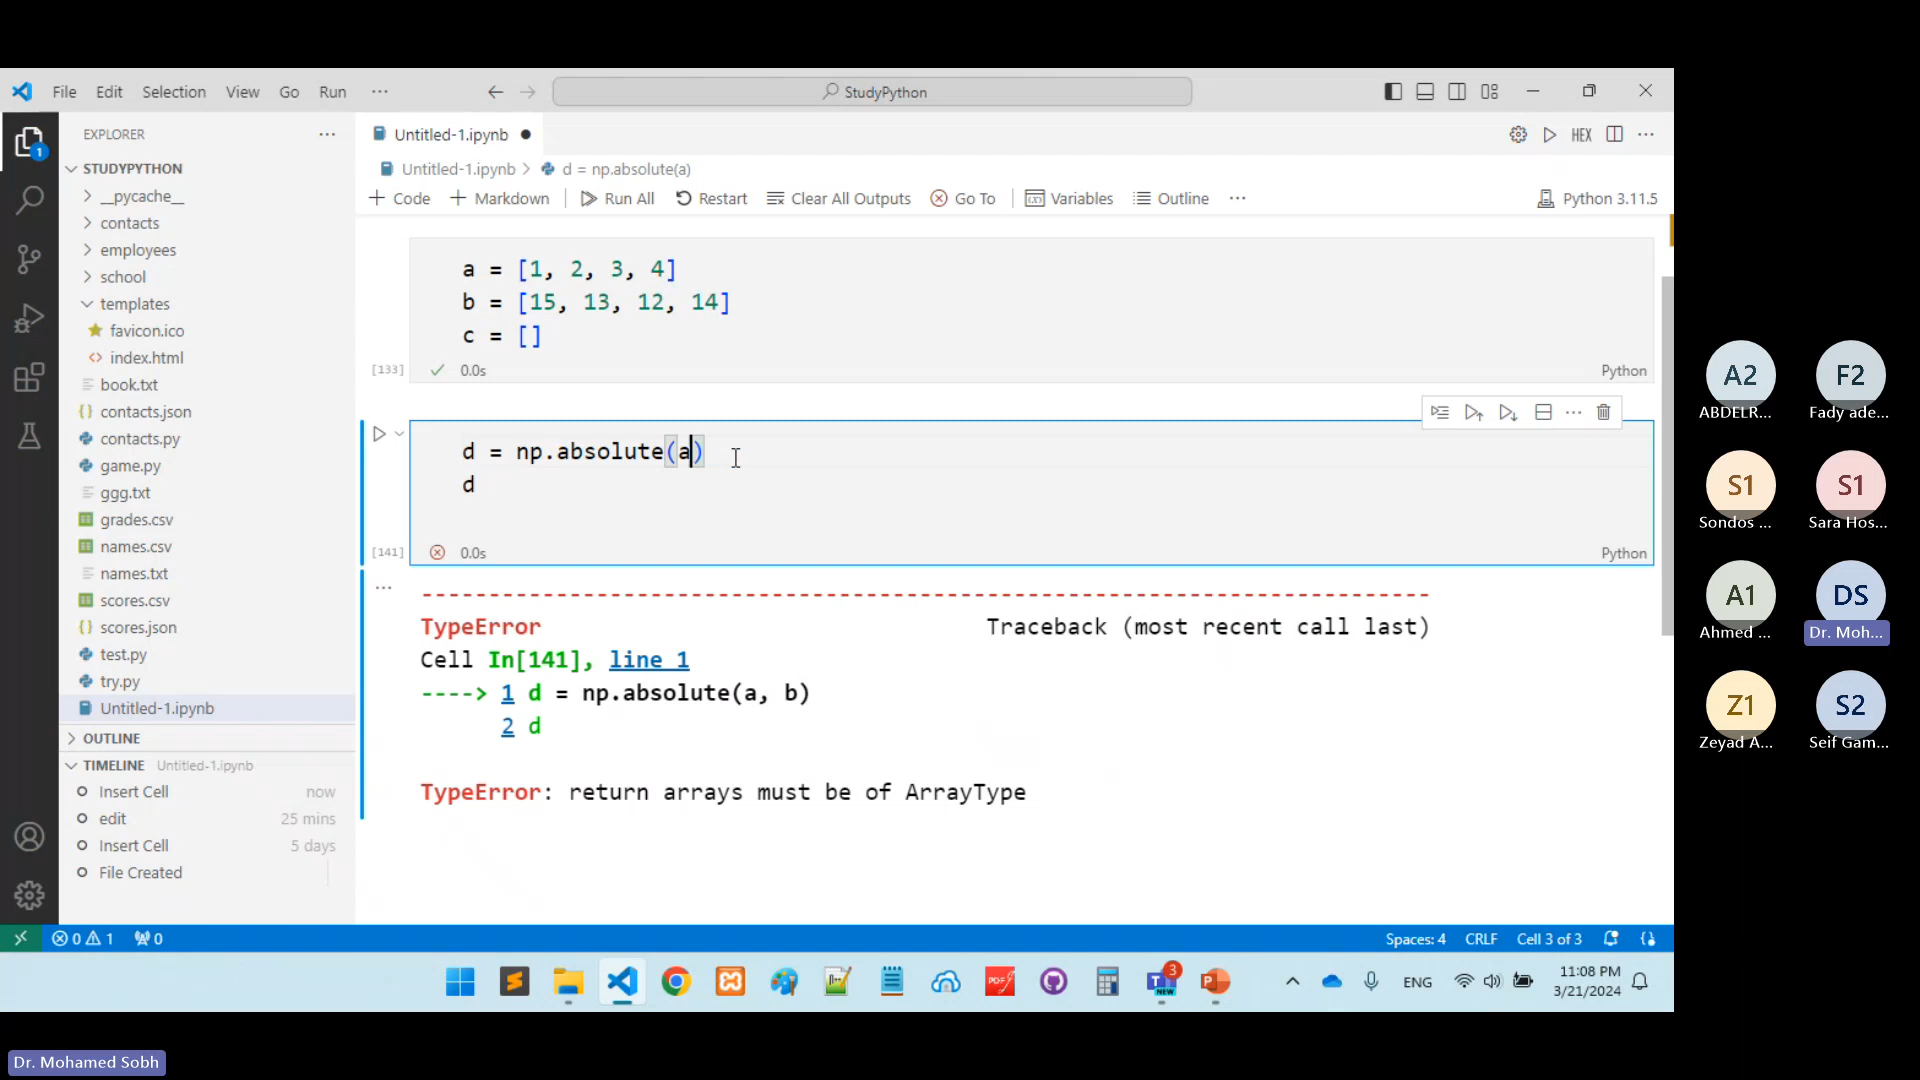 File Edit Selection View Go Run ···
StudyPython
EXPLORER ···
STUDYPYTHON
__pycache__
contacts
employees
school
templates
favicon.ico
index.html
book.txt
contacts.json
contacts.py
game.py
ggg.txt
grades.csv
names.csv
names.txt
scores.csv
scores.json
test.py
try.py
Untitled-1.ipynb
OUTLINE
TIMELINE Untitled-1.ipynb
Insert Cell now
edit 25 mins
Insert Cell 5 days
File Created
1
Untitled-1.ipynb
HEX
Untitled-1.ipynb > d = np.absolute(a)
+ Code + Markdown Run All Restart Clear All Outputs Go To Variables Outline ··· Python 3.11.5
a = [1, 2, 3, 4]
b = [15, 13, 12, 14]
c = []
[133] 0.0s Python
d = np.absolute(a)
d
[141] 0.0s Python
---------------------------------------------------------------------------
TypeError Traceback (most recent call last)
Cell In[141], line 1
----> 1 d = np.absolute(a, b)
2 d
TypeError: return arrays must be of ArrayType
0 1 0
Spaces: 4 CRLF Cell 3 of 3
3
NEW
ENG
11:08 PM
3/21/2024
A2
ABDELR...
F2
Fady ade...
S1
Sondos ...
S1
Sara Hos...
A1
Ahmed ...
DS
Dr. Moh...
Z1
Zeyad A...
S2
Seif Gam...
Dr. Mohamed Sobh